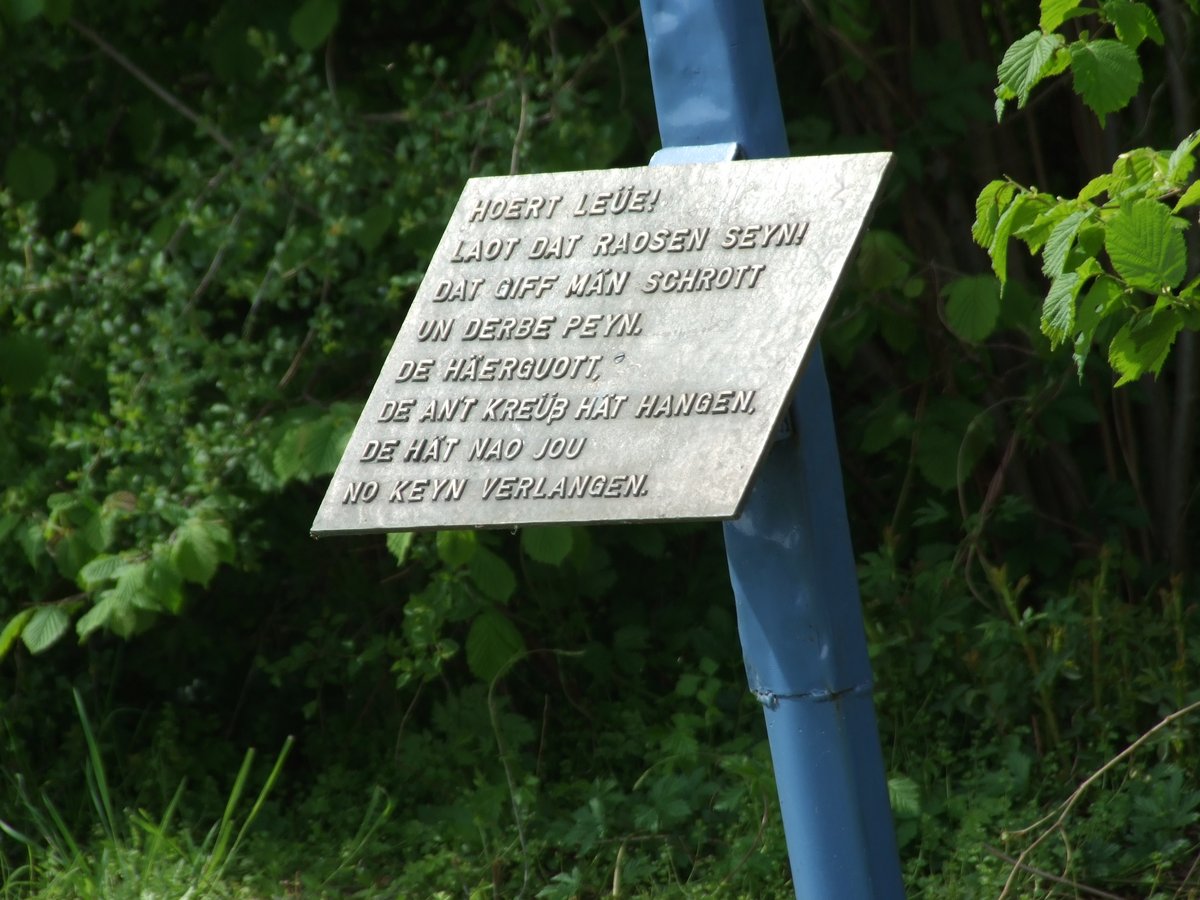 HOERT LEÜE!
LAOT DAT RAOSEN SEYN!
DAT GIFF MÄN SCHROTT
UN DERBE PEYN.
DE HÄERGUOTT,
DE AN'T KREÜß HÄT HANGEN,
DE HÄT NAO JOU
NO KEYN VERLANGEN.